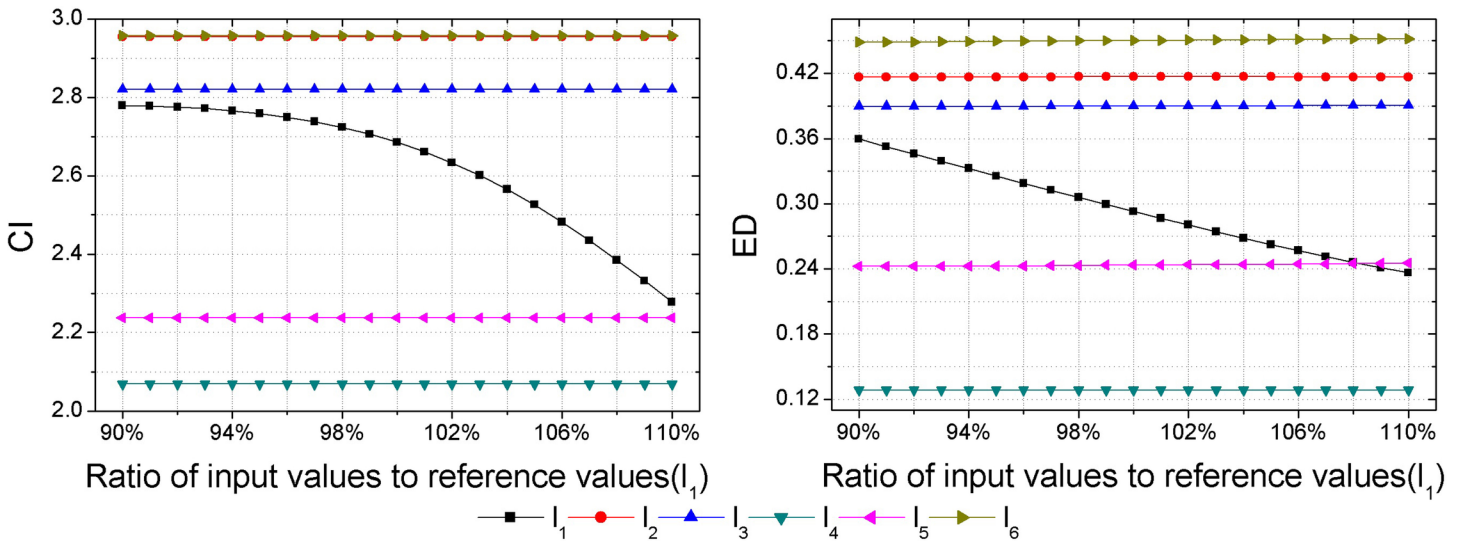 3.0
2.8
2.6
2.4
2.2
2.0
CI
90% 94% 98% 102% 106% 110%
Ratio of input values to reference values(I₁)
0.42
0.36
0.30
0.24
0.18
0.12
ED
90% 94% 98% 102% 106% 110%
Ratio of input values to reference values(I₁)
I₁ I₂ I₃ I₄ I₅ I₆